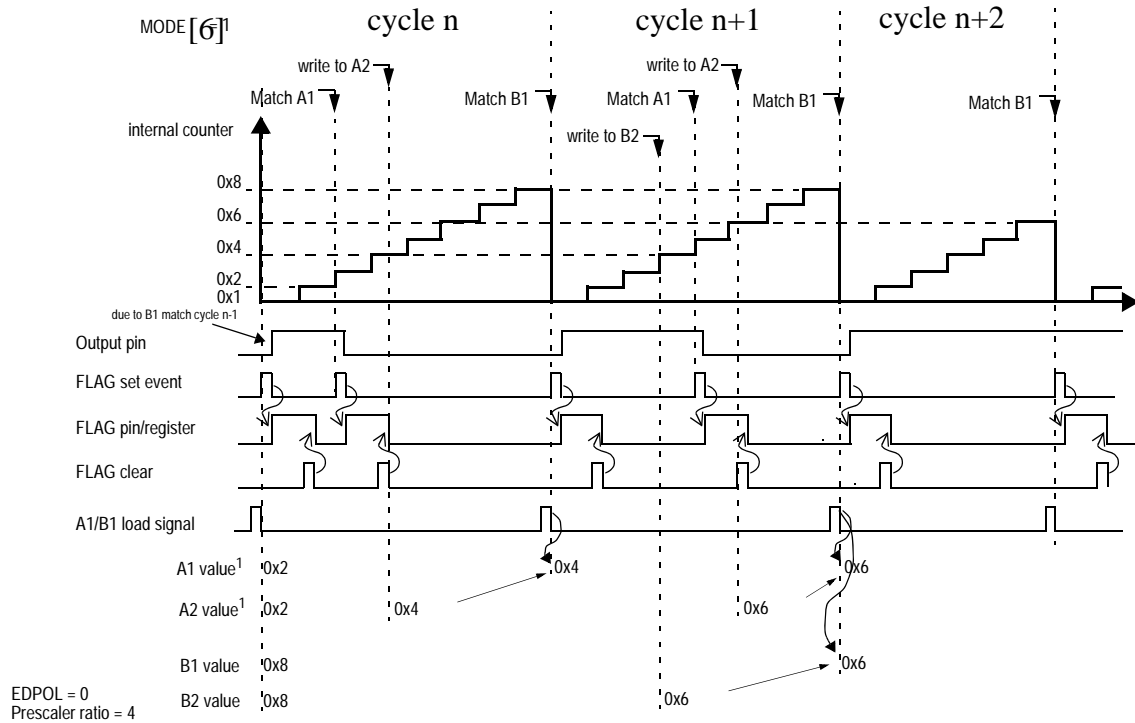 MODE[6]=1
cycle n
cycle n+1
cycle n+2
write to A2
write to A2
Match A1
Match B1
Match A1
Match B1
Match B1
internal counter
write to B2
0x8
0x6
0x4
0x2
0x1
due to B1 match cycle n-1
Output pin
FLAG set event
FLAG pin/register
FLAG clear
A1/B1 load signal
A1 value1 0x2 0x4 0x6
A2 value1 0x2 0x4 0x6
B1 value 0x8 0x6
B2 value 0x8 0x6
EDPOL = 0
Prescaler ratio = 4